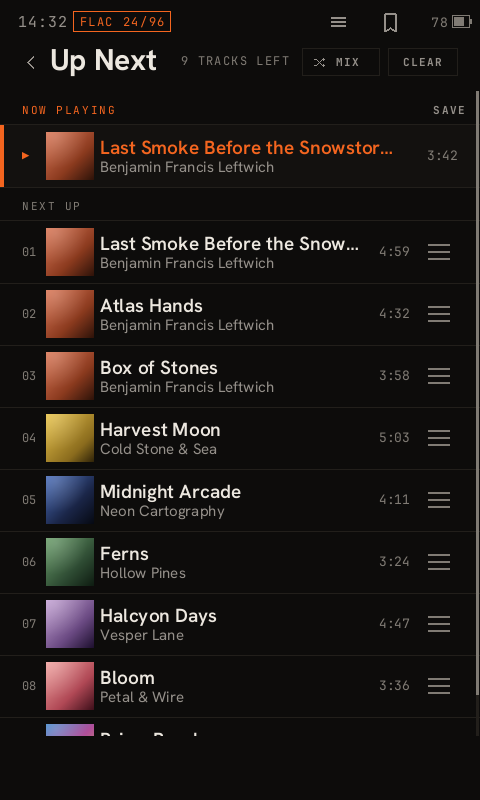 14:32 FLAC 24/96 78
Up Next 9 TRACKS LEFT MIX CLEAR
NOW PLAYING SAVE
Last Smoke Before the Snowstor…
Benjamin Francis Leftwich
3:42
NEXT UP
01 Last Smoke Before the Snow… 4:59
Benjamin Francis Leftwich
02 Atlas Hands 4:32
Benjamin Francis Leftwich
03 Box of Stones 3:58
Benjamin Francis Leftwich
04 Harvest Moon 5:03
Cold Stone & Sea
05 Midnight Arcade 4:11
Neon Cartography
06 Ferns 3:24
Hollow Pines
07 Halcyon Days 4:47
Vesper Lane
08 Bloom 3:36
Petal & Wire